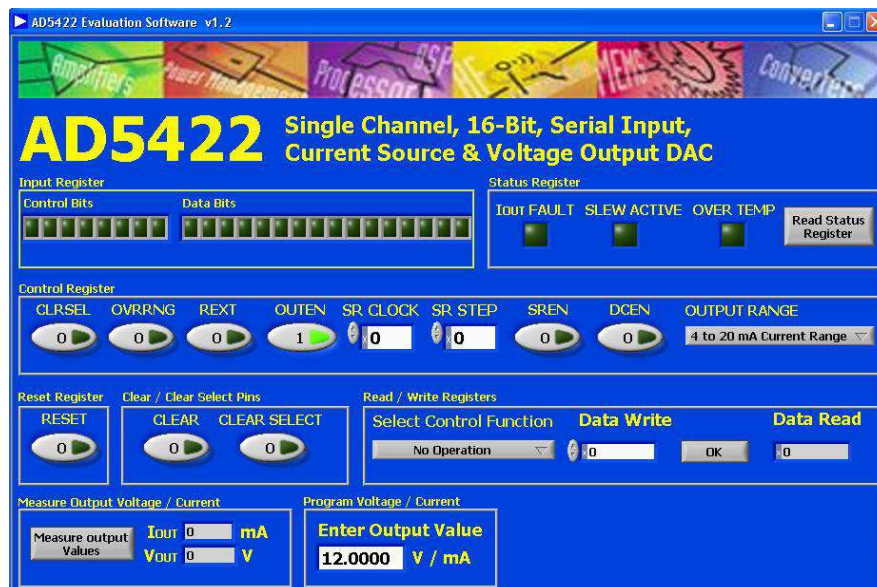 AD5422 Evaluation Software v1.2
Amplifiers Power Management Processor DSP MEMS Converters
AD5422
Single Channel, 16-Bit, Serial Input,
Current Source & Voltage Output DAC
Input Register
Control Bits Data Bits
Status Register
IOUT FAULT SLEW ACTIVE OVER TEMP
Read Status
Register
Control Register
CLRSEL OVRRNG REXT OUTEN SR CLOCK SR STEP SREN DCEN OUTPUT RANGE
0 0 0 1 0 0 0 0 4 to 20 mA Current Range
Reset Register
RESET
0
Clear / Clear Select Pins
CLEAR CLEAR SELECT
0 0
Read / Write Registers
Select Control Function Data Write Data Read
No Operation 0 OK 0
Measure Output Voltage / Current
Measure output
Values
IOUT 0 mA
VOUT 0 V
Program Voltage / Current
Enter Output Value
12.0000 V / mA